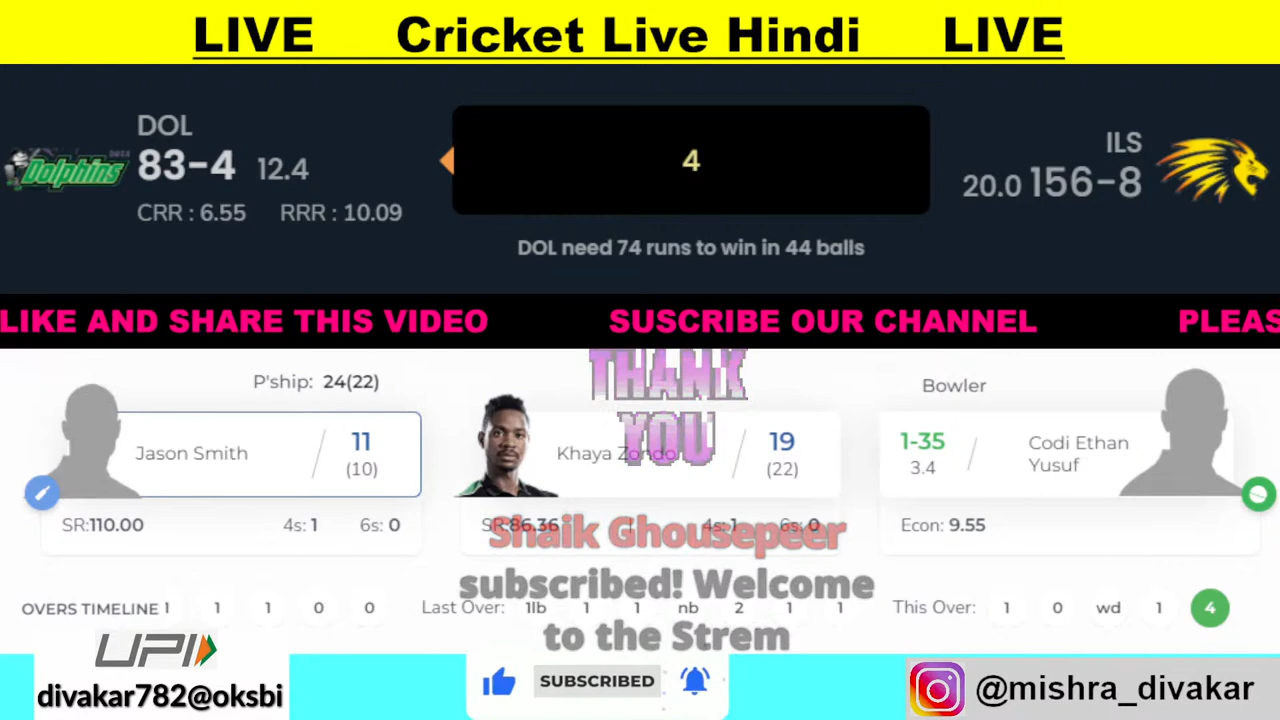 LIVE Cricket Live Hindi LIVE
DOL
83-4 12.4
CRR : 6.55 RRR : 10.09
Dolphins
4
DOL need 74 runs to win in 44 balls
ILS
20.0 156-8
LIKE AND SHARE THIS VIDEO SUSCRIBE OUR CHANNEL PLEAS
THANK
YOU
P'ship: 24(22)
Jason Smith 11
(10)
SR:110.00 4s: 1 6s: 0
Khaya Zondo 19
(22)
SR:86.36 4s:1 6s: 0
Bowler
1-35
3.4
Codi Ethan
Yusuf
Econ: 9.55
Shaik Ghousepeer
subscribed! Welcome
to the Strem
OVERS TIMELINE 1 1 1 0 0 Last Over: 1lb 1 1 nb 2 1 1 This Over: 1 0 wd 1 4
UPI
divakar782@oksbi
SUBSCRIBED
@mishra_divakar